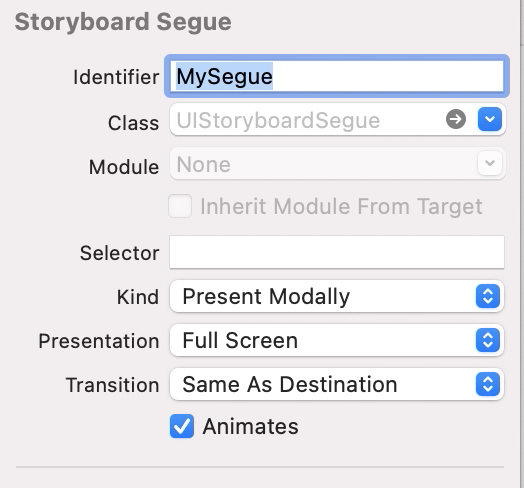 Storyboard Segue
Identifier MySegue
Class UIStoryboardSegue
Module None
Inherit Module From Target
Selector
Kind Present Modally
Presentation Full Screen
Transition Same As Destination
Animates